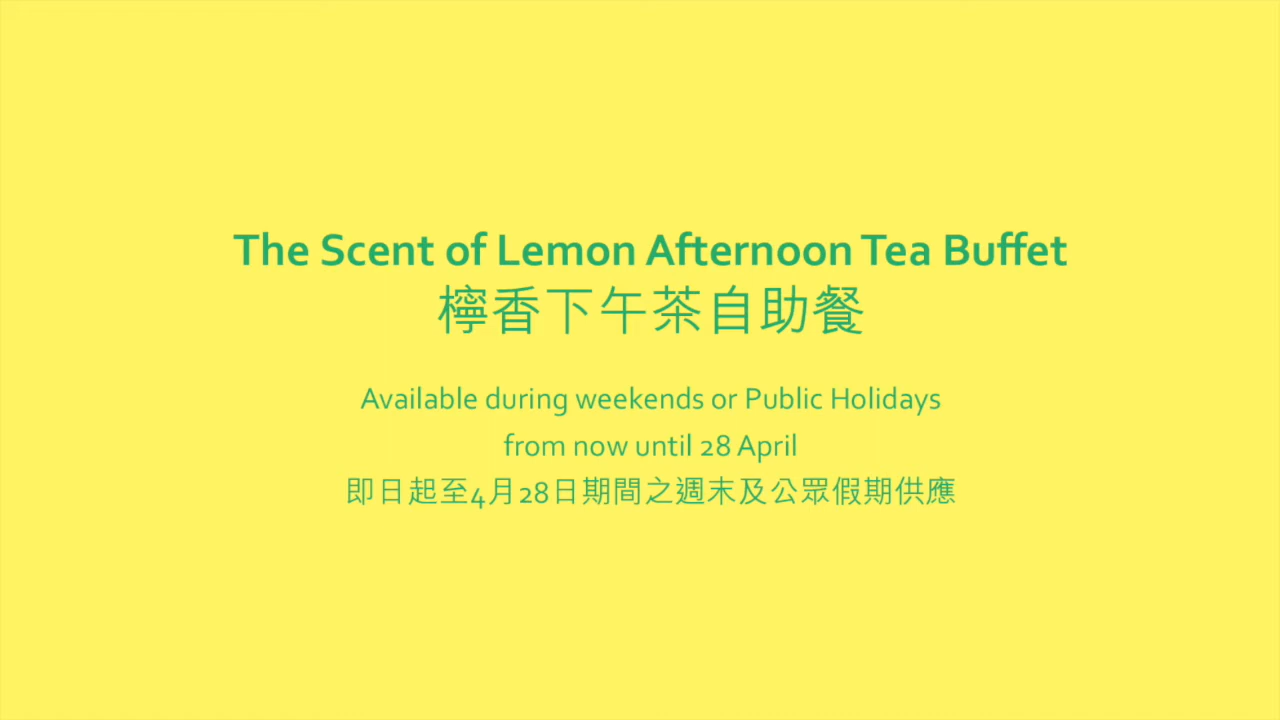 The Scent of Lemon Afternoon Tea Buffet
檸香下午茶自助餐
Available during weekends or Public Holidays
from now until 28 April
即日起至4月28日期間之週末及公眾假期供應